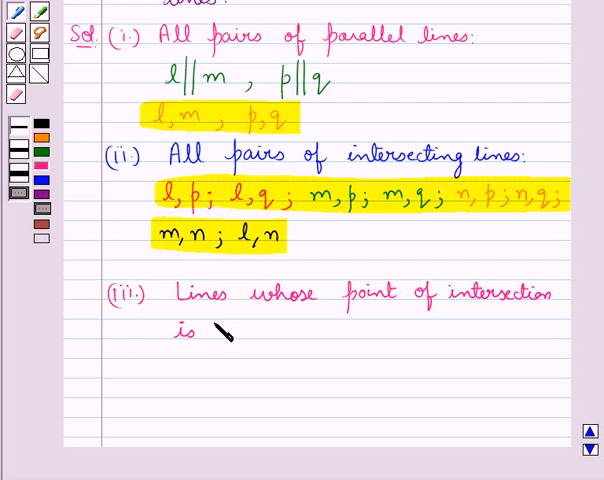 lines.
Sol. (i.) All pairs of parallel lines:
l||m , p||q
l, m , p, q
(ii.) All pairs of intersecting lines:
l, p; l, q; m, p; m, q; n, p; n, q;
m, n; l, n
(iii.) Lines whose point of intersection
is